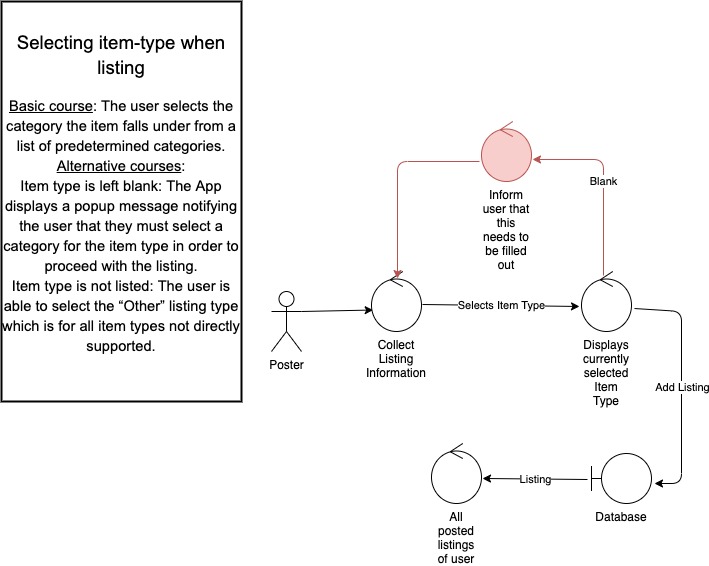 Selecting item-type when
listing
Basic course: The user selects the
category the item falls under from a
list of predetermined categories.
Alternative courses:
Item type is left blank: The App
displays a popup message notifying
the user that they must select a
category for the item type in order to
proceed with the listing.
Item type is not listed: The user is
able to select the “Other” listing type
which is for all item types not directly
supported.
Inform
user that
this
needs to
be filled
out
Blank
Poster
Collect
Listing
Information
Selects Item Type
Displays
currently
selected
Item
Type
Add Listing
All
posted
listings
of user
Listing
Database